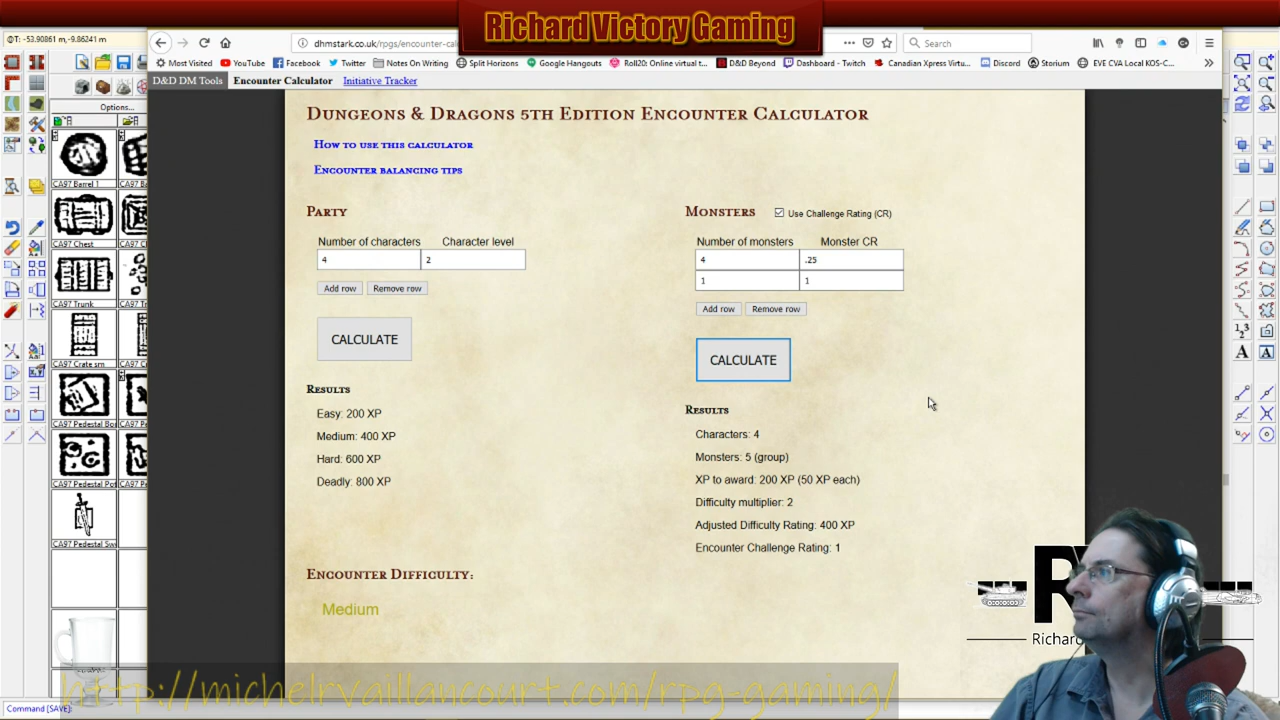 Richard Victory Gaming
@T: -53.90861 m,-9.86241 m
dhmstark.co.uk/rpgs/encounter-cal
Search
Most Visited YouTube Facebook Twitter Notes On Writing Split Horizons Google Hangouts Roll20: Online virtual t... D&D Beyond Dashboard - Twitch Canadian Xpress Virtu... Discord Storium EVE CVA Local KOS-C...
D&D DM Tools Encounter Calculator Initiative Tracker
Options...
Dungeons & Dragons 5th Edition Encounter Calculator
How to use this calculator
Encounter balancing tips
CA97 Barrel 1
CA97 Chest
CA97 Trunk
CA97 Crate sm
CA97 Pedestal Bo
CA97 Pedestal Pot
CA97 Pedestal Sw
Party
Number of characters Character level
4 2
Add row Remove row
CALCULATE
Results
Easy: 200 XP
Medium: 400 XP
Hard: 600 XP
Deadly: 800 XP
Monsters Use Challenge Rating (CR)
Number of monsters Monster CR
4 .25
1 1
Add row Remove row
CALCULATE
Results
Characters: 4
Monsters: 5 (group)
XP to award: 200 XP (50 XP each)
Difficulty multiplier: 2
Adjusted Difficulty Rating: 400 XP
Encounter Challenge Rating: 1
Encounter Difficulty:
Medium
Richard
http://michelrvaillancourt.com/rpg-gaming/
Command [SAVE]: